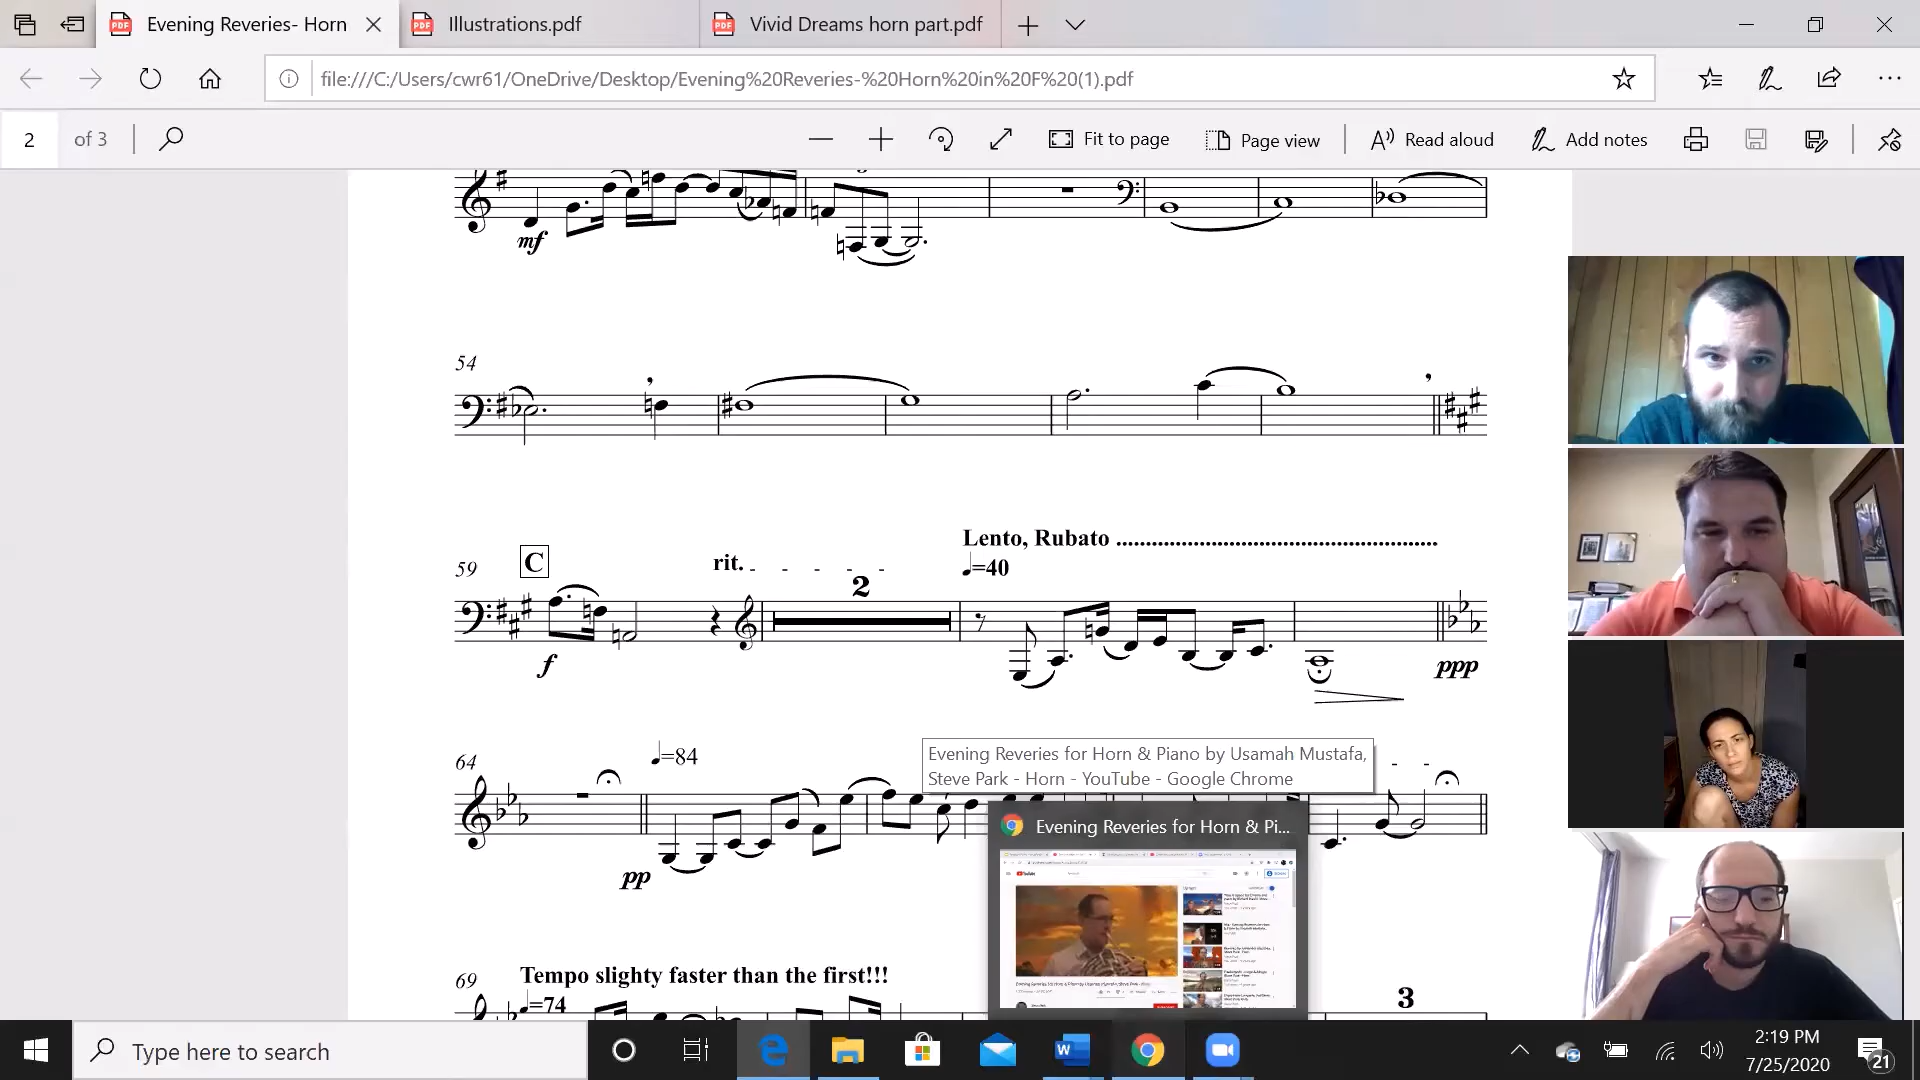 Evening Reveries- Horn
Illustrations.pdf
Vivid Dreams horn part.pdf
file:///C:/Users/cwr61/OneDrive/Desktop/Evening%20Reveries-%20Horn%20in%20F%20(1).pdf
2 of 3
Fit to page
Page view
Read aloud
Add notes
mf
54
59
C
rit.
2
Lento, Rubato
=40
f
ppp
64
=84
pp
Evening Reveries for Horn & Piano by Usamah Mustafa,
Steve Park - Horn - YouTube - Google Chrome
Evening Reveries for Horn & Pi...
69
Tempo slighty faster than the first!!!
=74
3
Type here to search
2:19 PM
7/25/2020
21